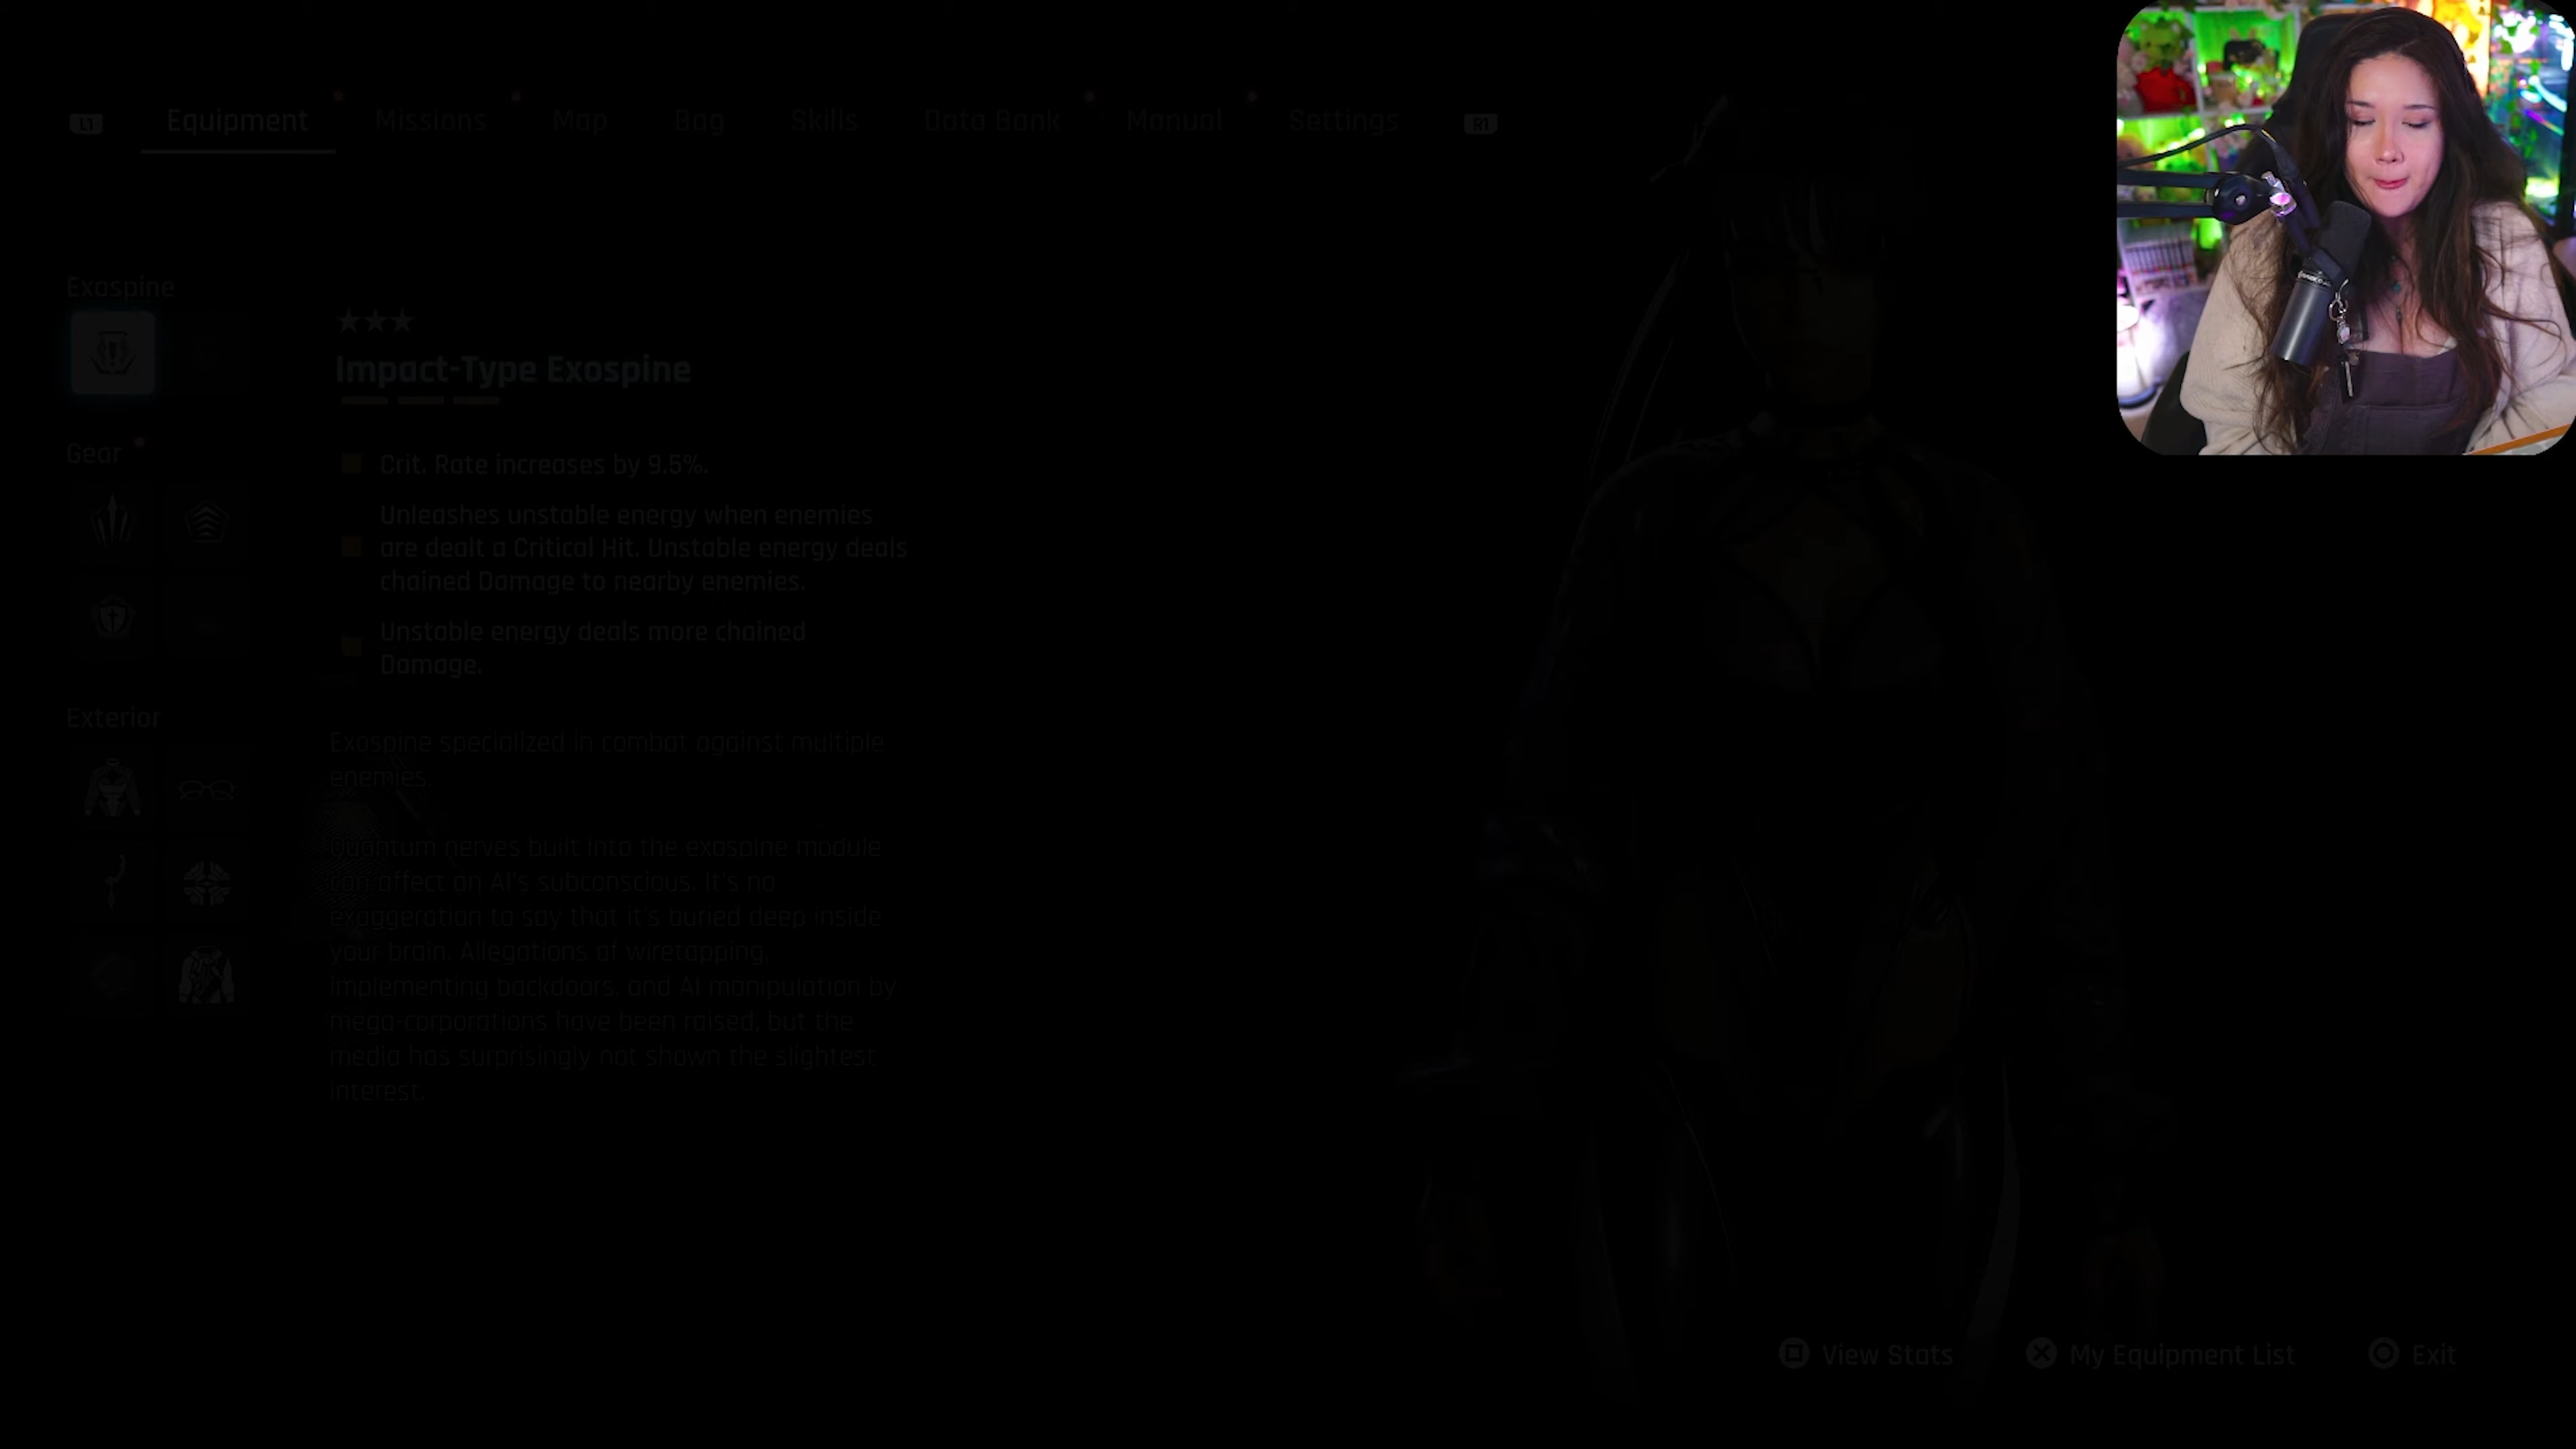 L1 Equipment Missions Map Bag Skills Data Bank Manual Settings R1
Exospine
★★★
Impact-Type Exospine
Crit. Rate increases by 9.5%.
Gear
Unleashes unstable energy when enemies
are dealt a Critical Hit. Unstable energy deals
chained Damage to nearby enemies.
Unstable energy deals more chained
Damage.
Exterior
Exospine specialized in combat against multiple
enemies.
Quantum nerves built into the exospine module
can affect an AI's subconscious. It's no
exaggeration to say that it's buried deep inside
your brain. Allegations of wiretapping,
implementing backdoors, and AI manipulation by
mega-corporations have been raised, but the
media has surprisingly not shown the slightest
interest.
View Stats My Equipment List Exit